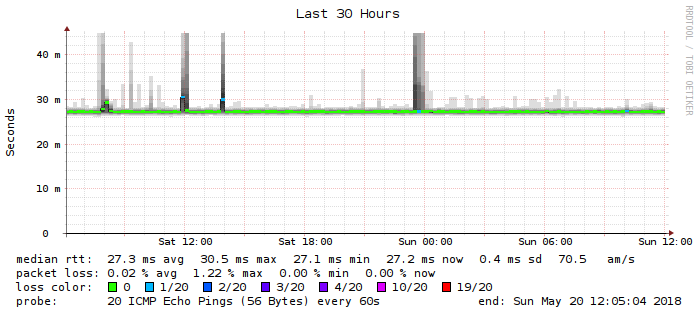 Last 30 Hours
RRDTOOL / TOBI OETIKER
Seconds
40 m
30 m
20 m
10 m
0
Sat 12:00 Sat 18:00 Sun 00:00 Sun 06:00 Sun 12:00
median rtt: 27.3 ms avg 30.5 ms max 27.1 ms min 27.2 ms now 0.4 ms sd 70.5 am/s
packet loss: 0.02 % avg 1.22 % max 0.00 % min 0.00 % now
loss color: 0 1/20 2/20 3/20 4/20 10/20 19/20
probe: 20 ICMP Echo Pings (56 Bytes) every 60s end: Sun May 20 12:05:04 2018